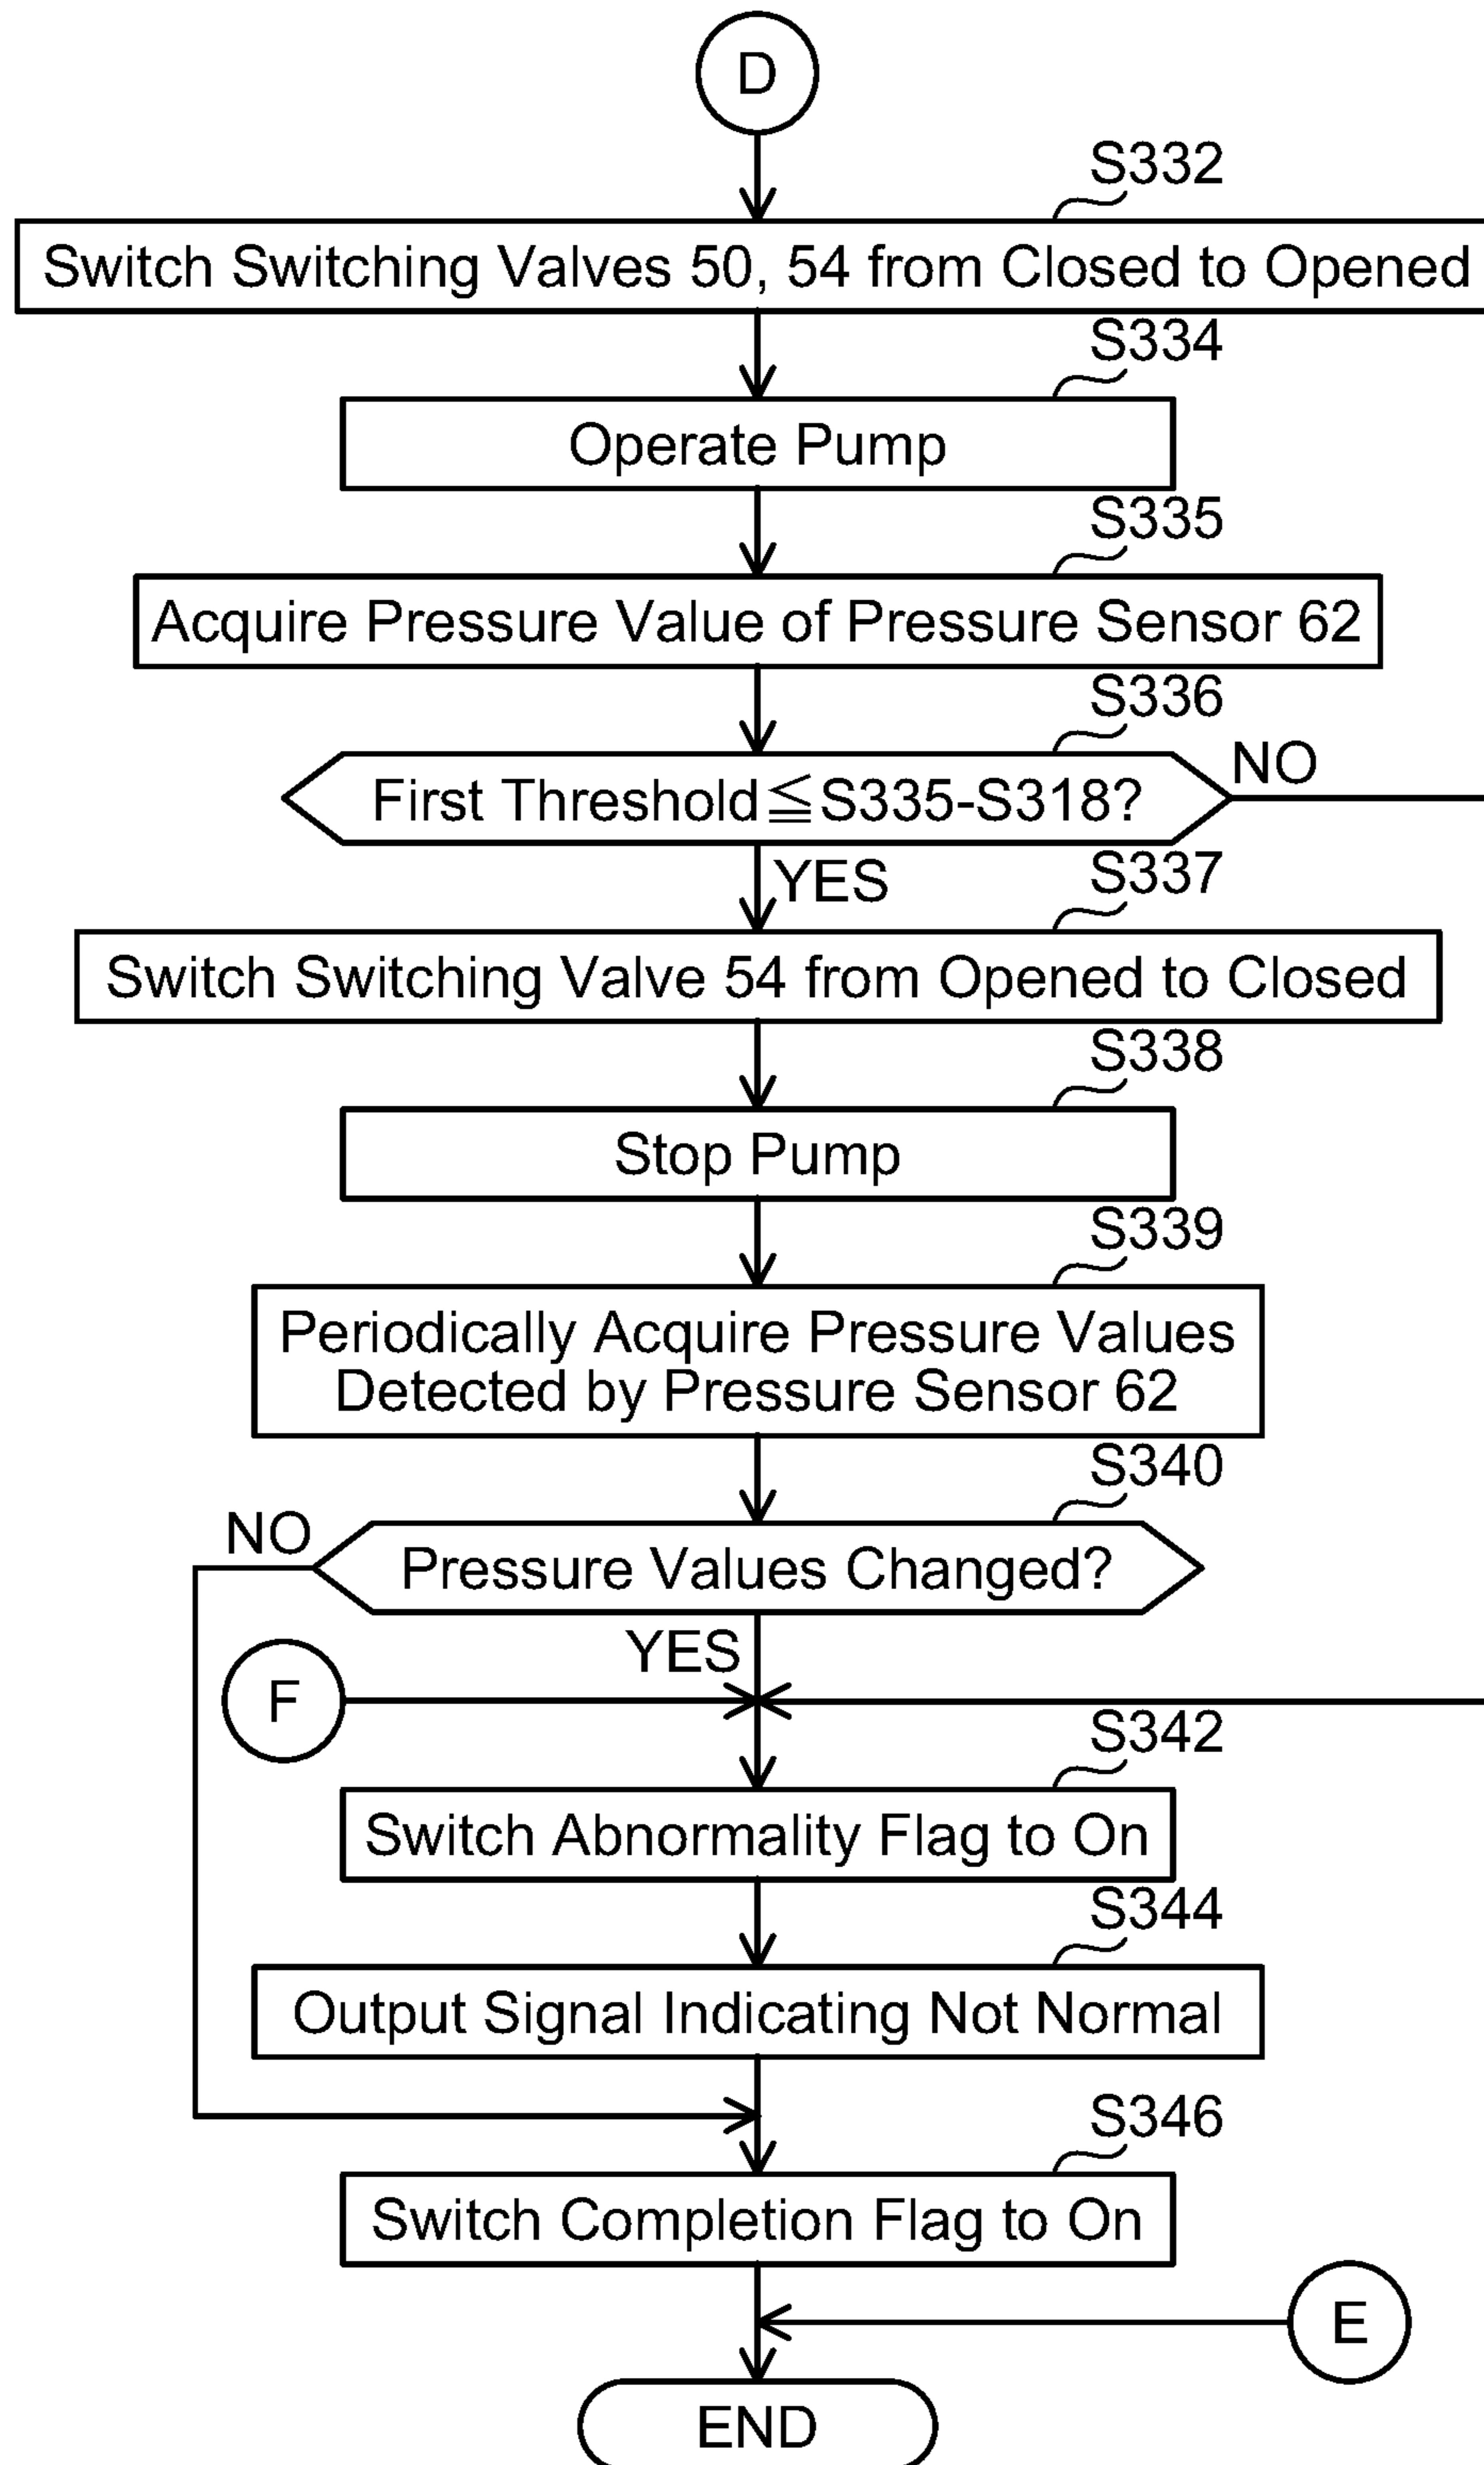 D
S332
Switch Switching Valves 50, 54 from Closed to Opened
S334
Operate Pump
S335
Acquire Pressure Value of Pressure Sensor 62
S336
First Threshold≦S335-S318?
NO
YES
S337
Switch Switching Valve 54 from Opened to Closed
S338
Stop Pump
S339
Periodically Acquire Pressure Values
Detected by Pressure Sensor 62
S340
NO
Pressure Values Changed?
YES
F
S342
Switch Abnormality Flag to On
S344
Output Signal Indicating Not Normal
S346
Switch Completion Flag to On
E
END